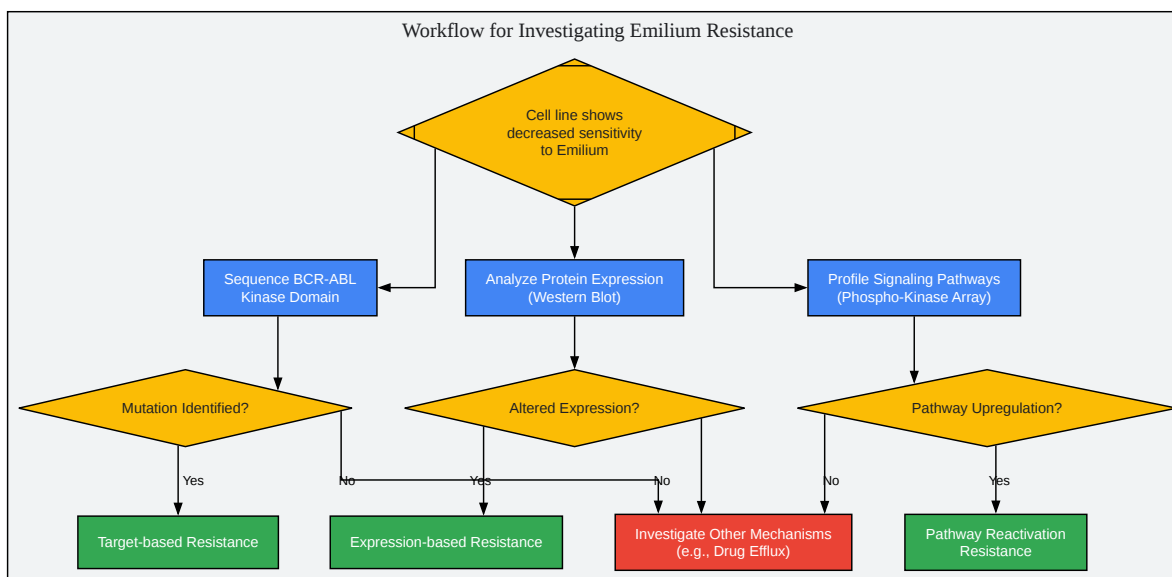 Workflow for Investigating Emilium Resistance
Cell line shows
decreased sensitivity
to Emilium
Sequence BCR-ABL
Kinase Domain
Analyze Protein Expression
(Western Blot)
Profile Signaling Pathways
(Phospho-Kinase Array)
Mutation Identified?
Altered Expression?
Pathway Upregulation?
Yes
No
Yes
No
No
Yes
Target-based Resistance
Expression-based Resistance
Investigate Other Mechanisms
(e.g., Drug Efflux)
Pathway Reactivation
Resistance